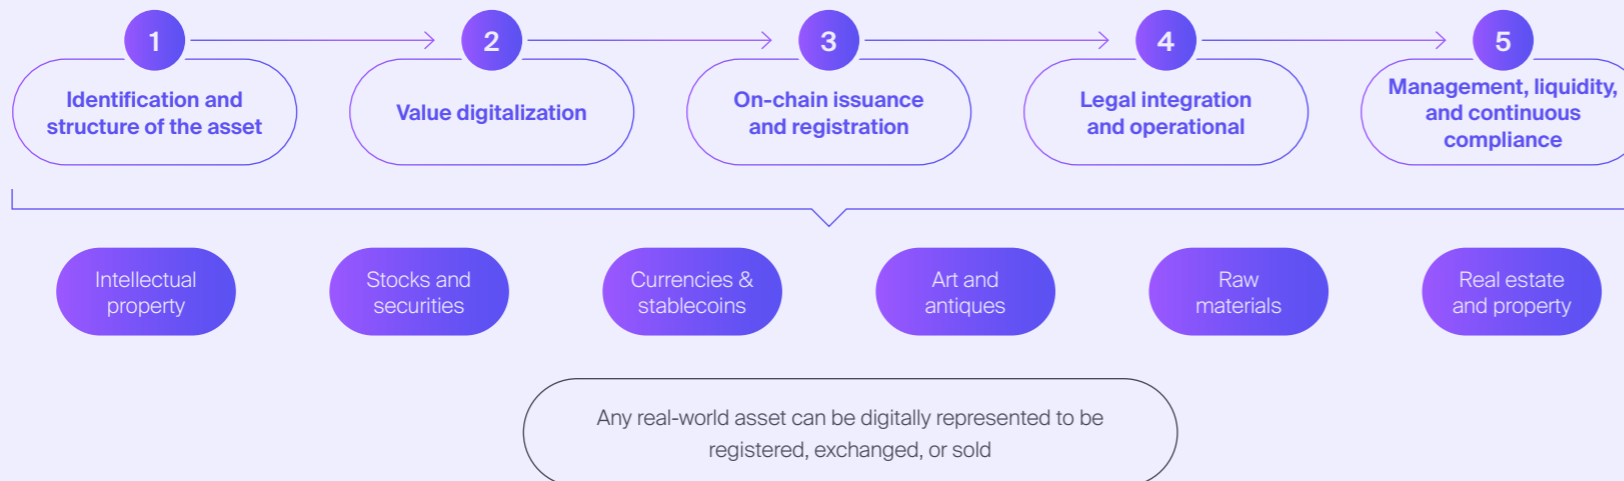 1
2
3
4
5
Identification and
structure of the asset
Value digitalization
On-chain issuance
and registration
Legal integration
and operational
Management, liquidity,
and continuous
compliance
Intellectual
property
Stocks and
securities
Currencies &
stablecoins
Art and
antiques
Raw
materials
Real estate
and property
Any real-world asset can be digitally represented to be
registered, exchanged, or sold